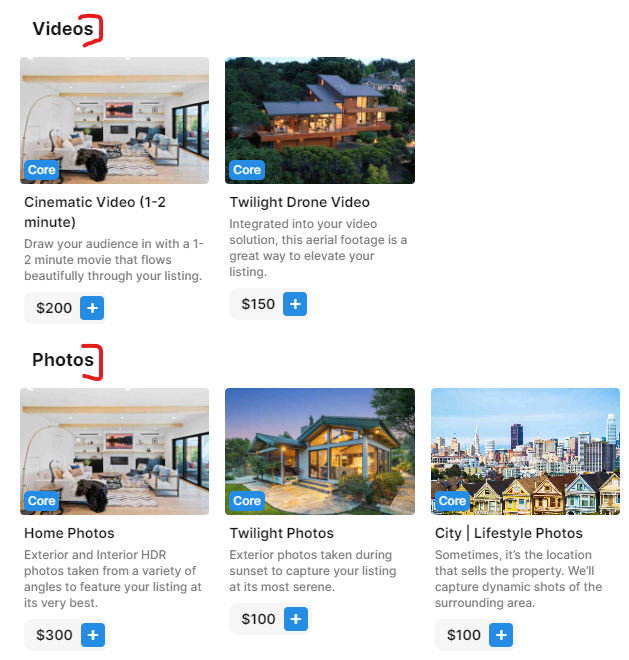 Videos
Core
Core
Cinematic Video (1-2
minute)
Draw your audience in with a 1-
2 minute movie that flows
beautifully through your listing.
$200 +
Twilight Drone Video
Integrated into your video
solution, this aerial footage is a
great way to elevate your
listing.
$150 +
Photos
Core
Core
Core
Home Photos
Exterior and Interior HDR
photos taken from a variety of
angles to feature your listing at
its very best.
$300 +
Twilight Photos
Exterior photos taken during
sunset to capture your listing
at its most serene.
$100 +
City | Lifestyle Photos
Sometimes, it’s the location
that sells the property. We’ll
capture dynamic shots of the
surrounding area.
$100 +